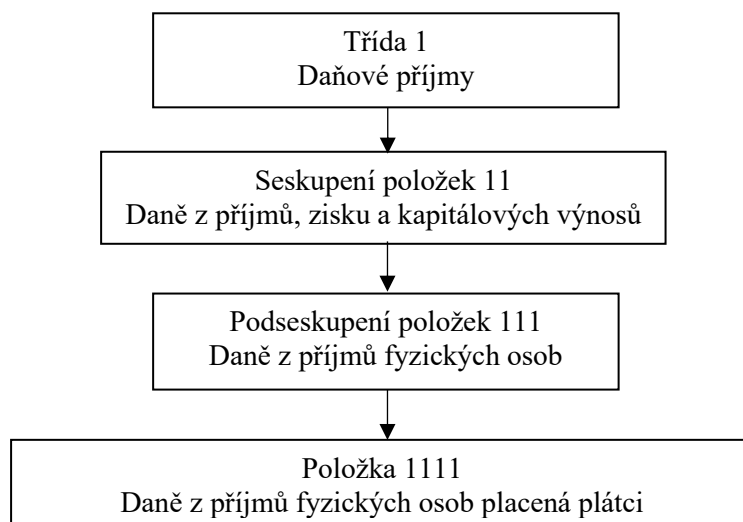 Třída 1
Daňové příjmy
Seskupení položek 11
Daně z příjmů, zisku a kapitálových výnosů
Podseskupení položek 111
Daně z příjmů fyzických osob
Položka 1111
Daně z příjmů fyzických osob placená plátci